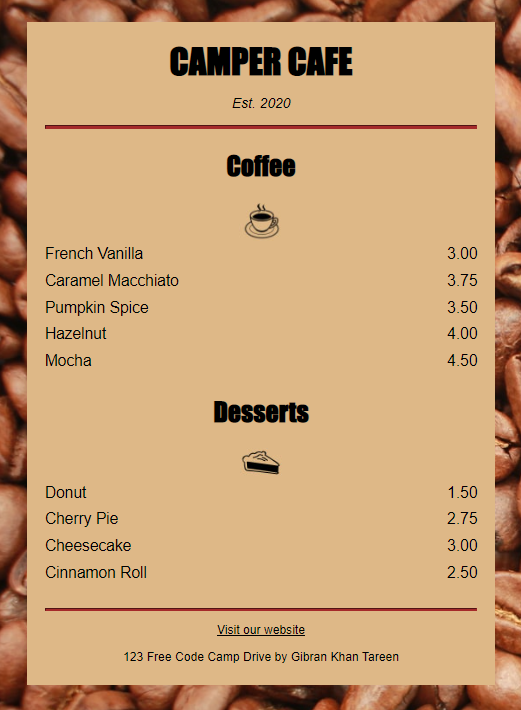 CAMPER CAFE
Est. 2020
Coffee
French Vanilla 3.00
Caramel Macchiato 3.75
Pumpkin Spice 3.50
Hazelnut 4.00
Mocha 4.50
Desserts
Donut 1.50
Cherry Pie 2.75
Cheesecake 3.00
Cinnamon Roll 2.50
Visit our website
123 Free Code Camp Drive by Gibran Khan Tareen